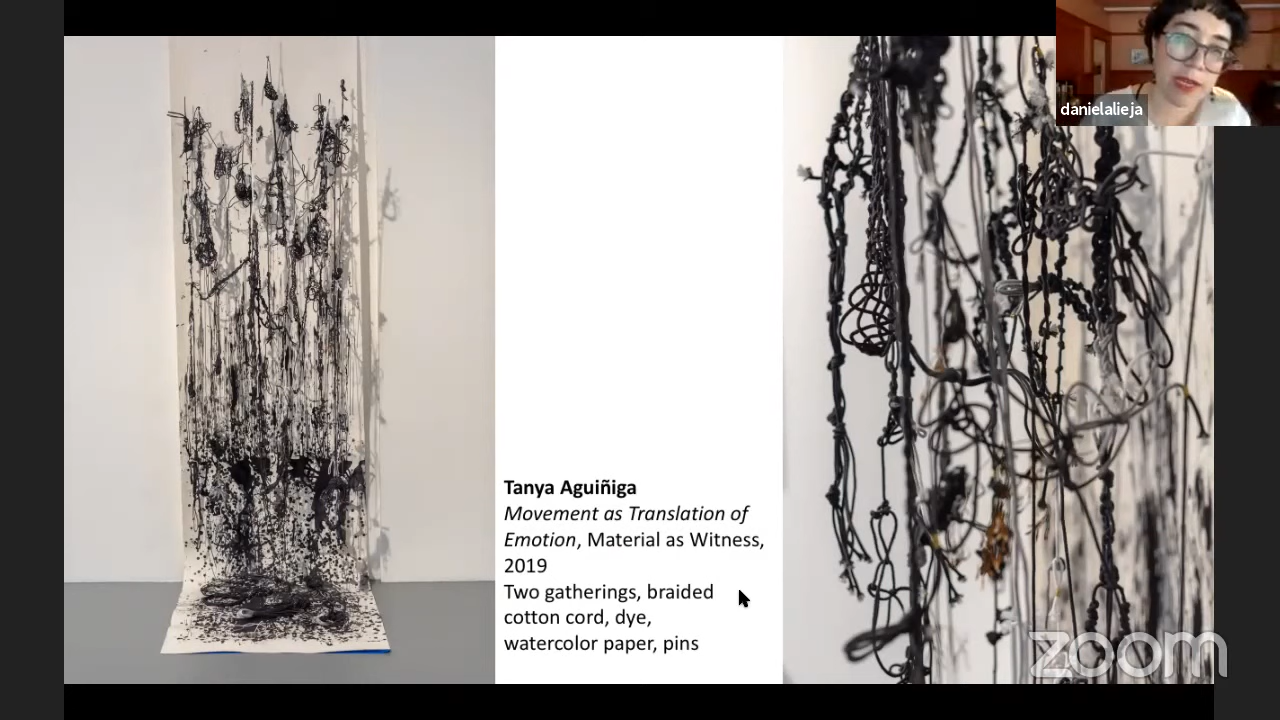 danielalieja
Tanya Aguiñiga
Movement as Translation of
Emotion, Material as Witness,
2019
Two gatherings, braided
cotton cord, dye,
watercolor paper, pins
zoom